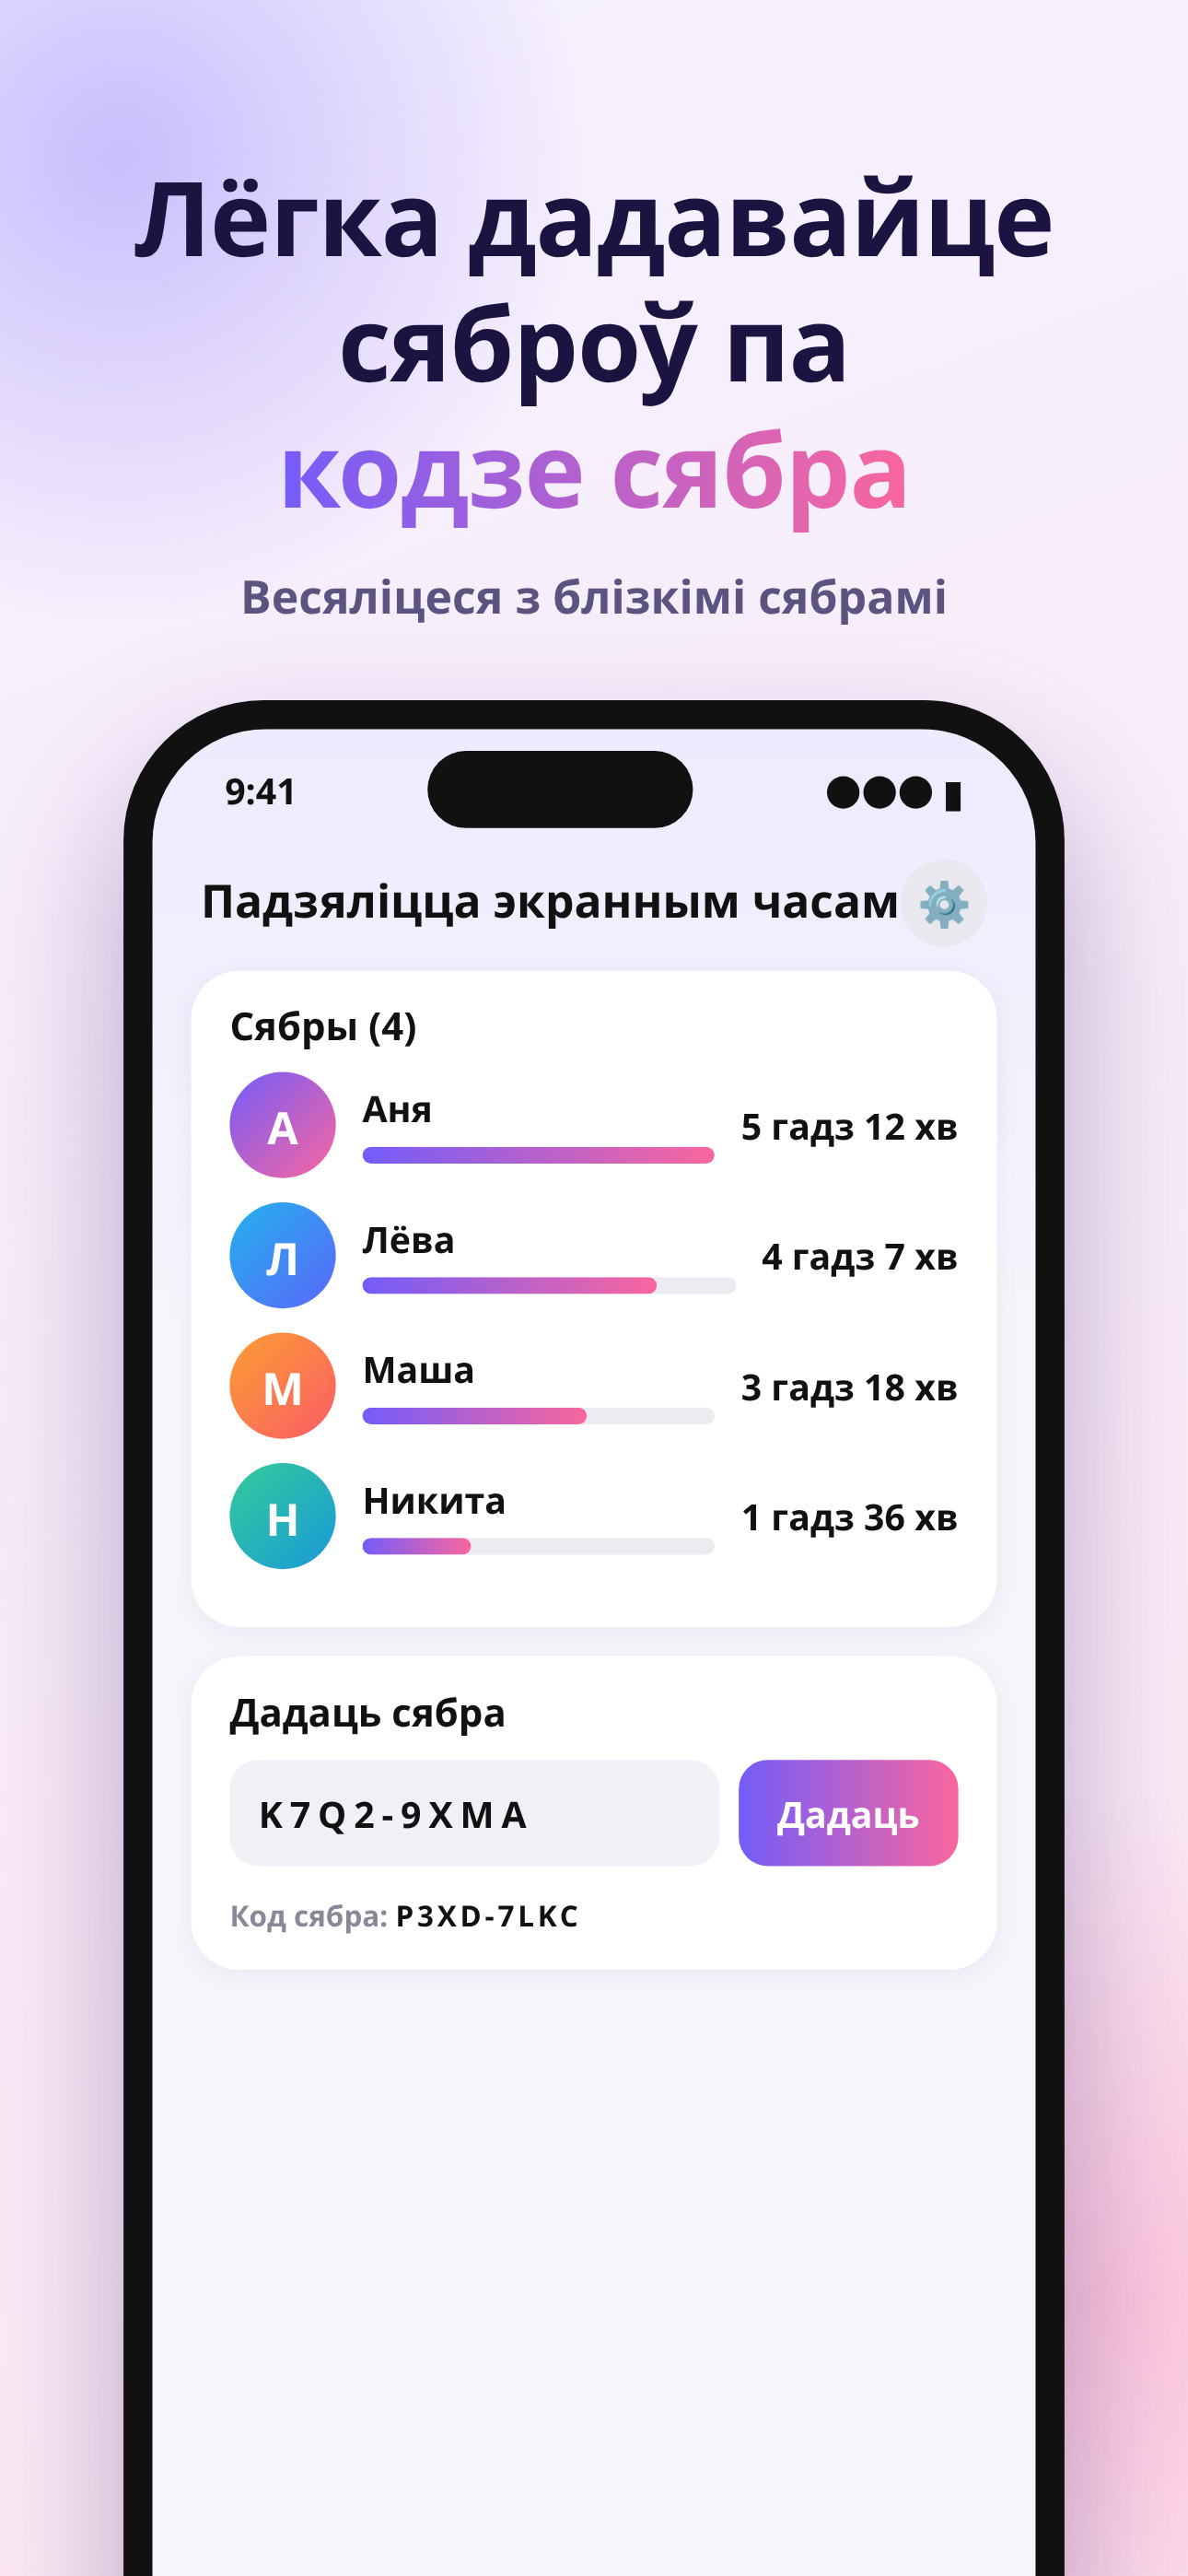 Лёгка дадавайце
сяброў па
кодзе сябра
Весяліцеся з блізкімі сябрамі
9:41
Падзяліцца экранным часам
Сябры (4)
А
Аня
5 гадз 12 хв
Л
Лёва
4 гадз 7 хв
М
Маша
3 гадз 18 хв
Н
Никита
1 гадз 36 хв
Дадаць сябра
K7Q2-9XMA
Дадаць
Код сябра: P3XD-7LKC